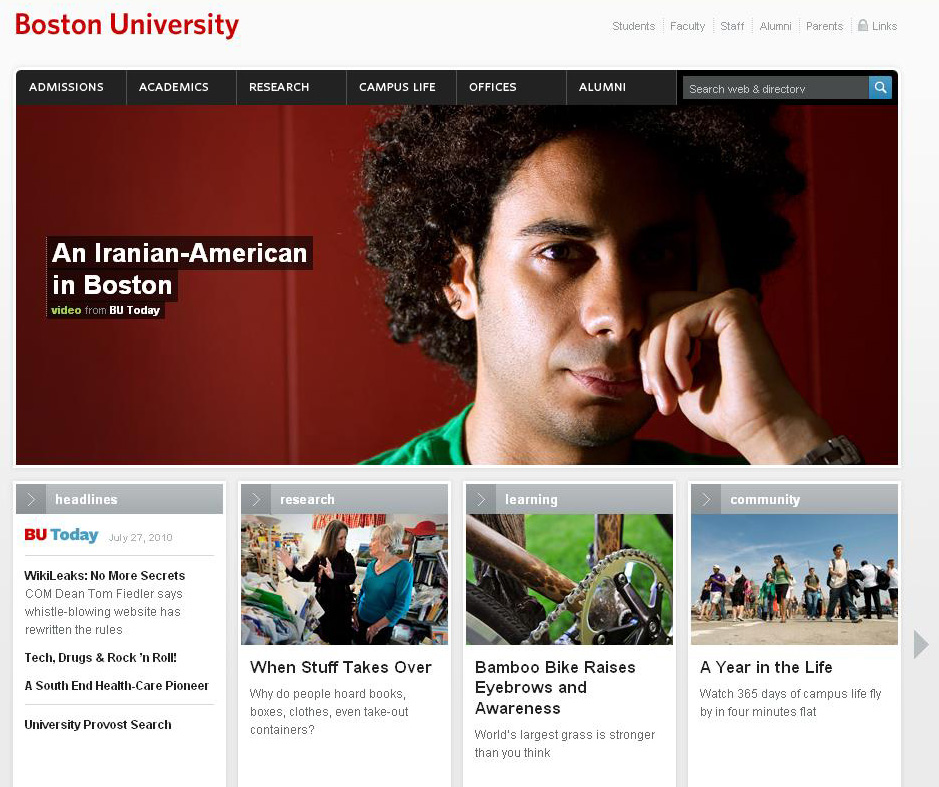 Boston University
Students Faculty Staff Alumni Parents Links
ADMISSIONS ACADEMICS RESEARCH CAMPUS LIFE OFFICES ALUMNI Search web & directory
An Iranian-American
in Boston
video from BU Today
headlines
BU Today July 27, 2010
WikiLeaks: No More Secrets
COM Dean Tom Fiedler says
whistle-blowing website has
rewritten the rules
Tech, Drugs & Rock 'n Roll!
A South End Health-Care Pioneer
University Provost Search
research
When Stuff Takes Over
Why do people hoard books,
boxes, clothes, even take-out
containers?
learning
Bamboo Bike Raises
Eyebrows and
Awareness
World's largest grass is stronger
than you think
community
A Year in the Life
Watch 365 days of campus life fly
by in four minutes flat